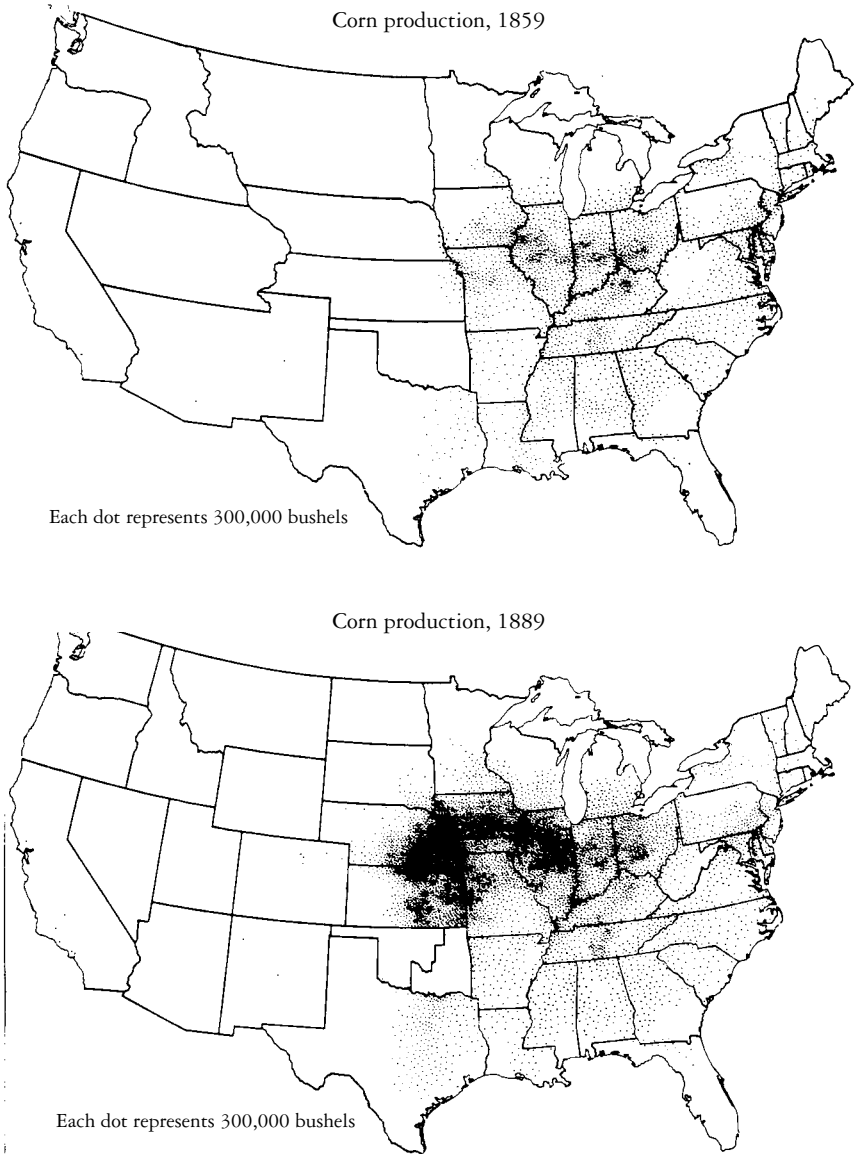 Corn production, 1859
Each dot represents 300,000 bushels
Corn production, 1889
Each dot represents 300,000 bushels